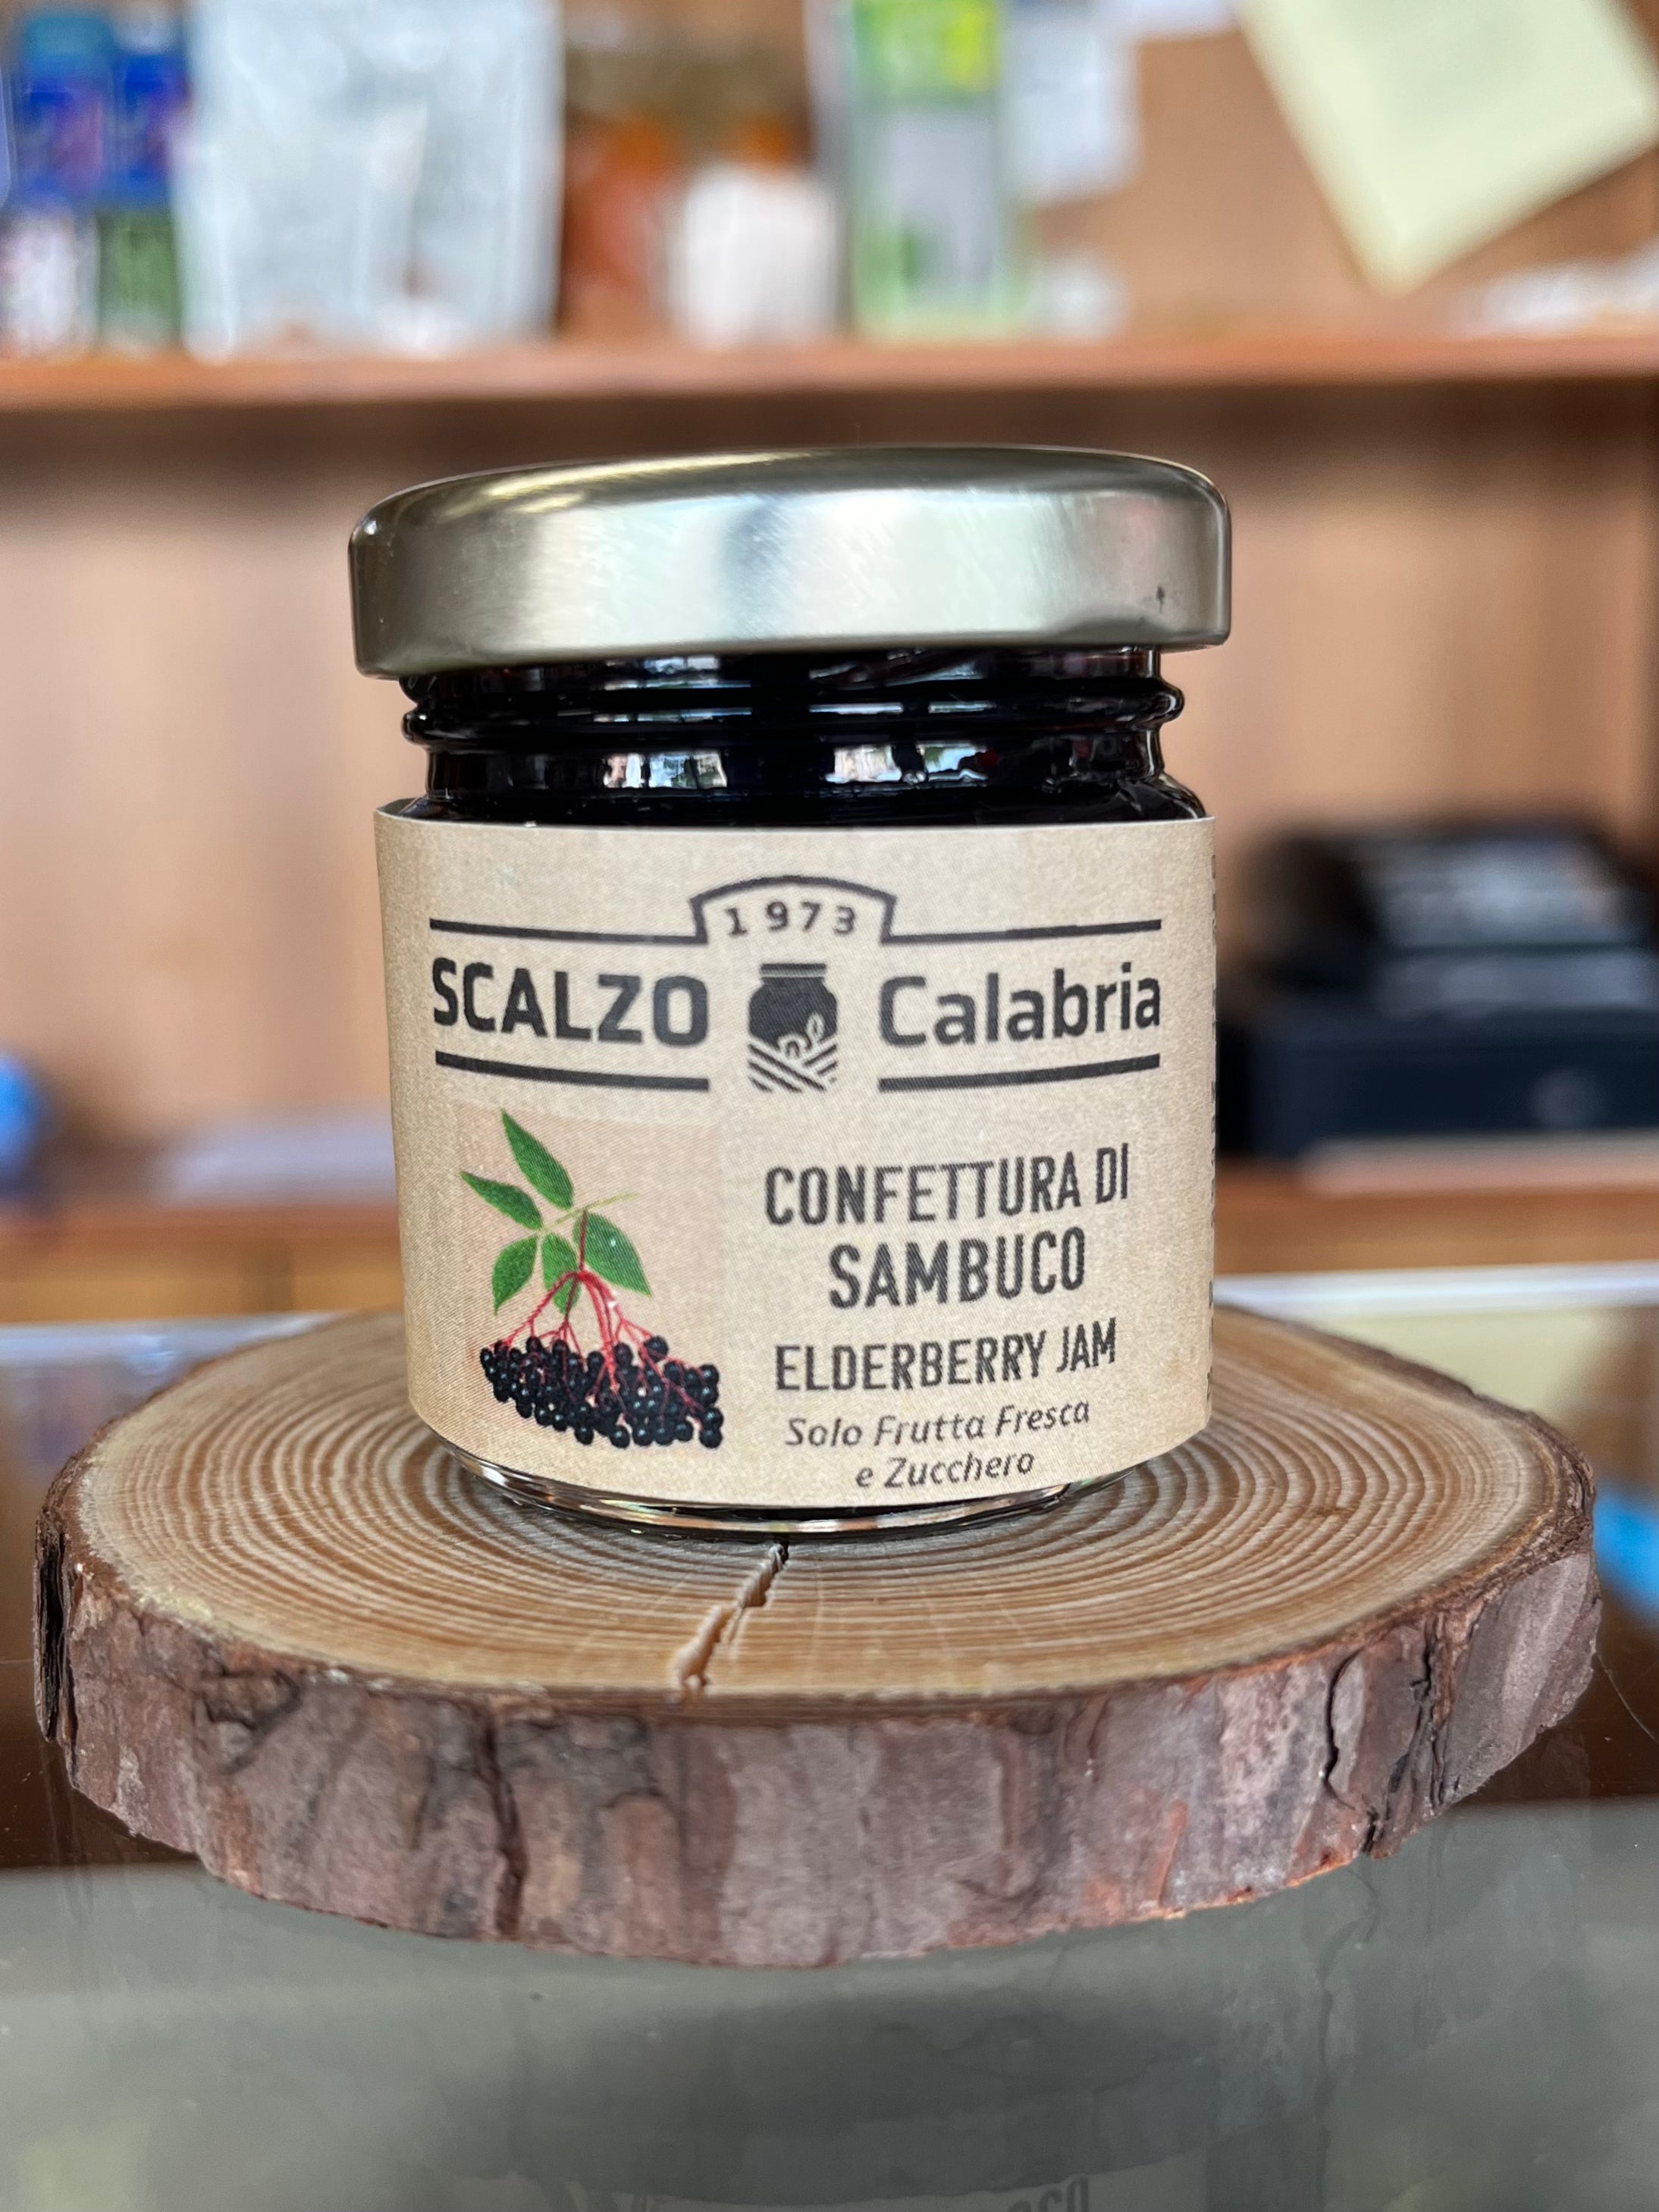 1973
SCALZO Calabria
CONFETTURA DI
SAMBUCO
ELDERBERRY JAM
Solo Frutta Fresca
e Zucchero